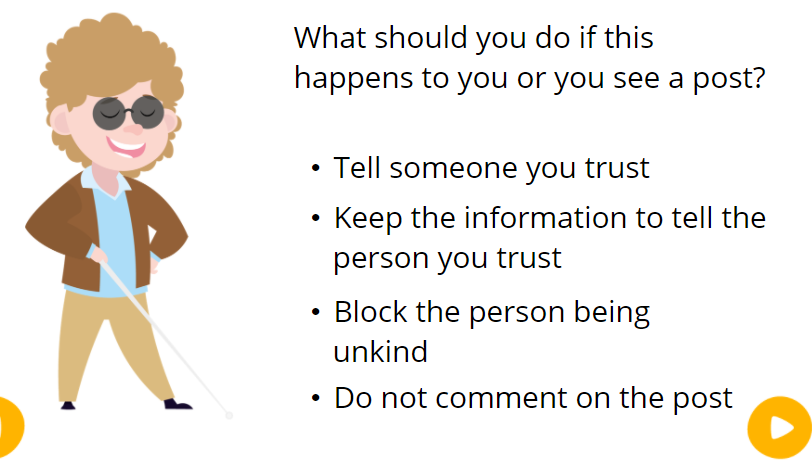 What should you do if this
happens to you or you see a post?
• Tell someone you trust
• Keep the information to tell the
person you trust
• Block the person being
unkind
• Do not comment on the post